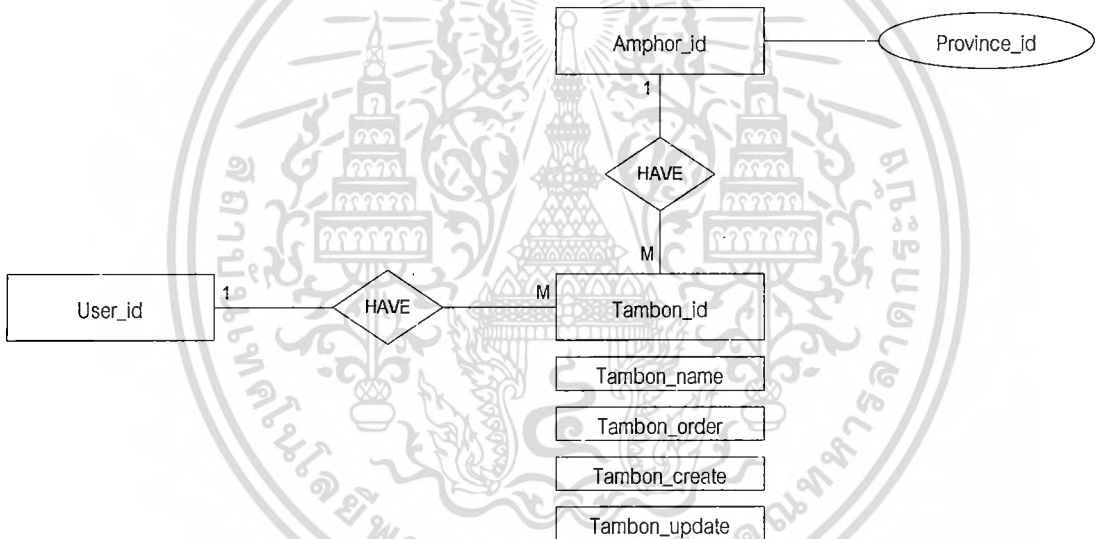 Amphor_id
Province_id
1
HAVE
M
User_id
1
HAVE
M
Tambon_id
Tambon_name
Tambon_order
Tambon_create
Tambon_update